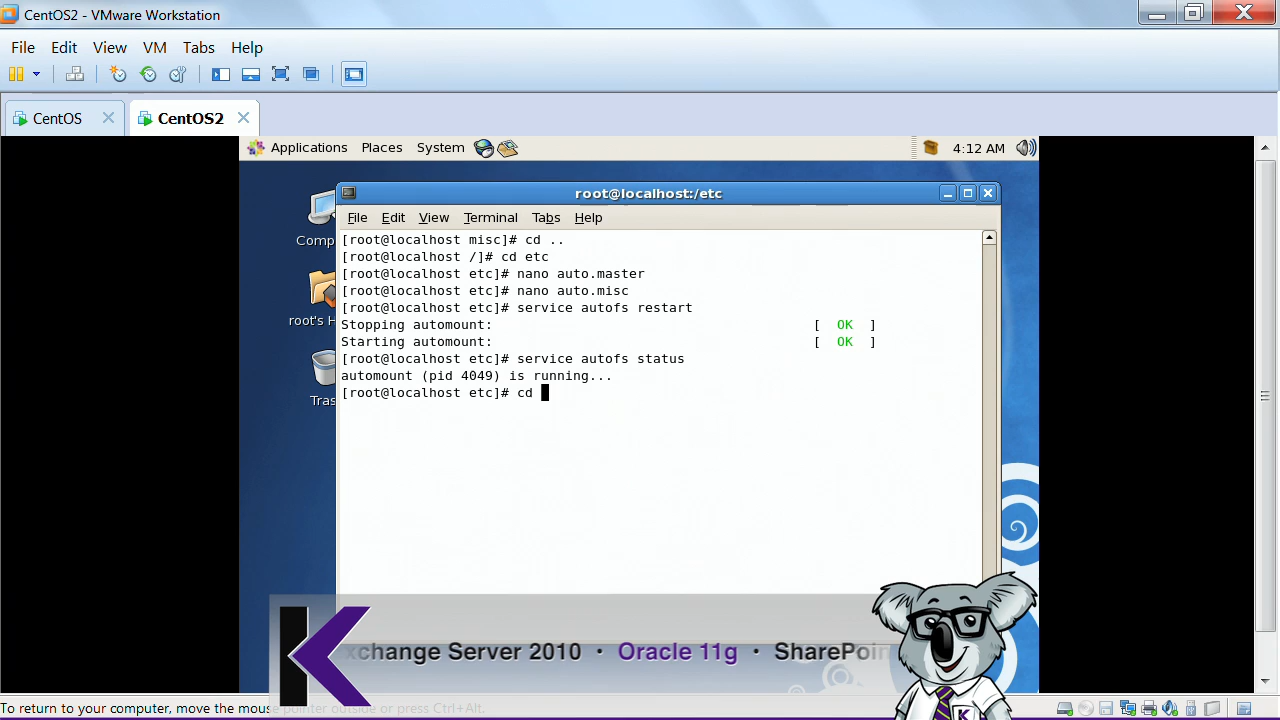 CentOS2 - VMware Workstation
File Edit View VM Tabs Help
CentOS CentOS2
Applications Places System 4:12 AM
root@localhost:/etc
File Edit View Terminal Tabs Help
Comp
root's H
Tras
[root@localhost misc]# cd ..
[root@localhost /]# cd etc
[root@localhost etc]# nano auto.master
[root@localhost etc]# nano auto.misc
[root@localhost etc]# service autofs restart
Stopping automount: [ OK ]
Starting automount: [ OK ]
[root@localhost etc]# service autofs status
automount (pid 4049) is running...
[root@localhost etc]# cd
K
xchange Server 2010 · Oracle 11g · SharePoin
K
To return to your computer, move the mouse pointer outside or press Ctrl+Alt.